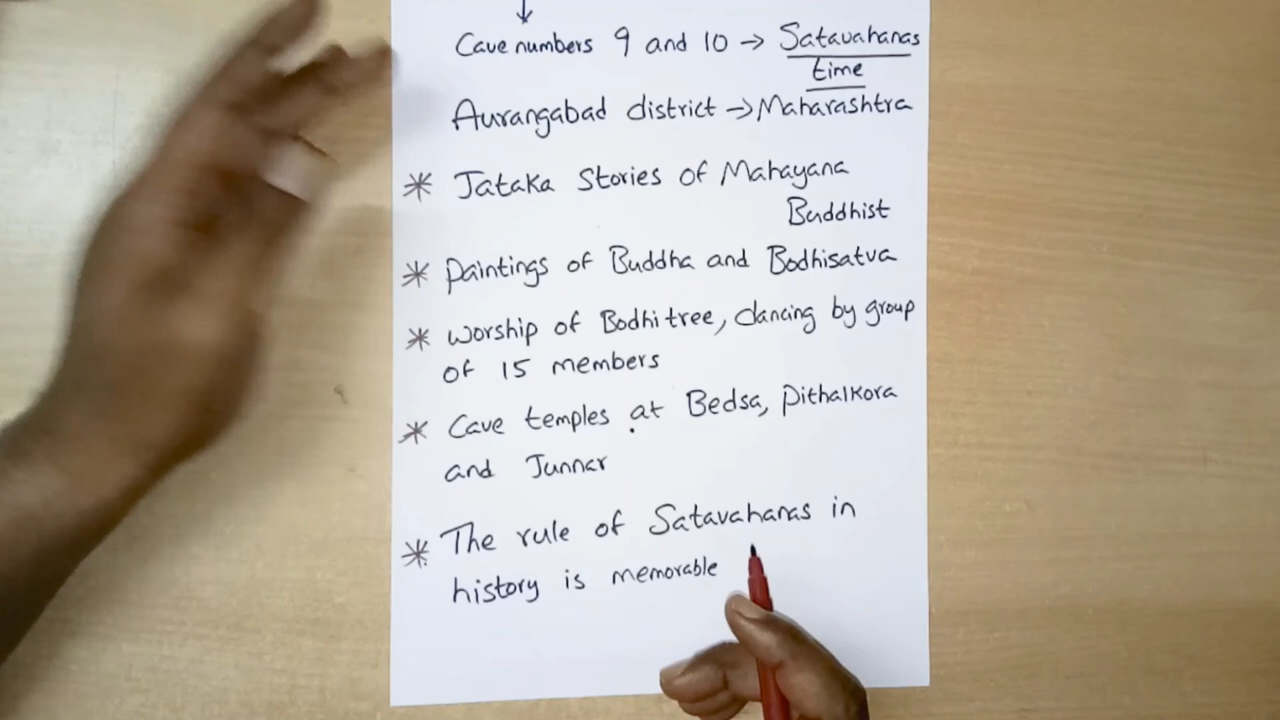 ↓
Cave numbers 9 and 10 → Satavahanas
time
Aurangabad district → Maharashtra
* Jataka Stories of Mahayana
Buddhist
* Paintings of Buddha and Bodhisatva
* Worship of Bodhi tree, dancing by group
of 15 members
* Cave temples at Bedsa, Pithalkora
and Junnar
* The rule of Satavahanas in
history is memorable